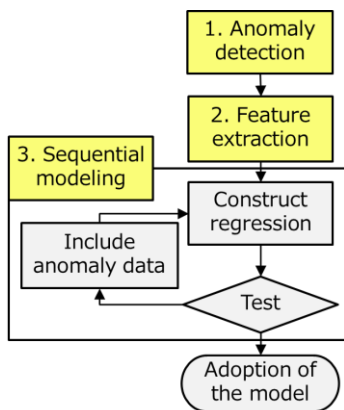 1. Anomaly
detection
2. Feature
extraction
3. Sequential
modeling
Construct
regression
Include
anomaly data
Test
Adoption of
the model